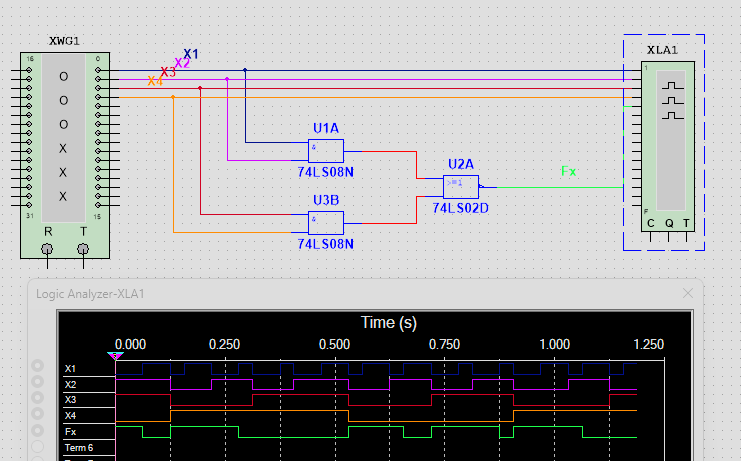 XWG1
X1
X2
X3
X4
XLA1
16
0
1
O
O
O
X
X
X
31
15
R
T
U1A
&
74LS08N
U2A
>=1
74LS02D
Fx
U3B
&
74LS08N
F
C Q T
Logic Analyzer-XLA1
Time (s)
0.000 0.250 0.500 0.750 1.000 1.250
X1
X2
X3
X4
Fx
Term 6